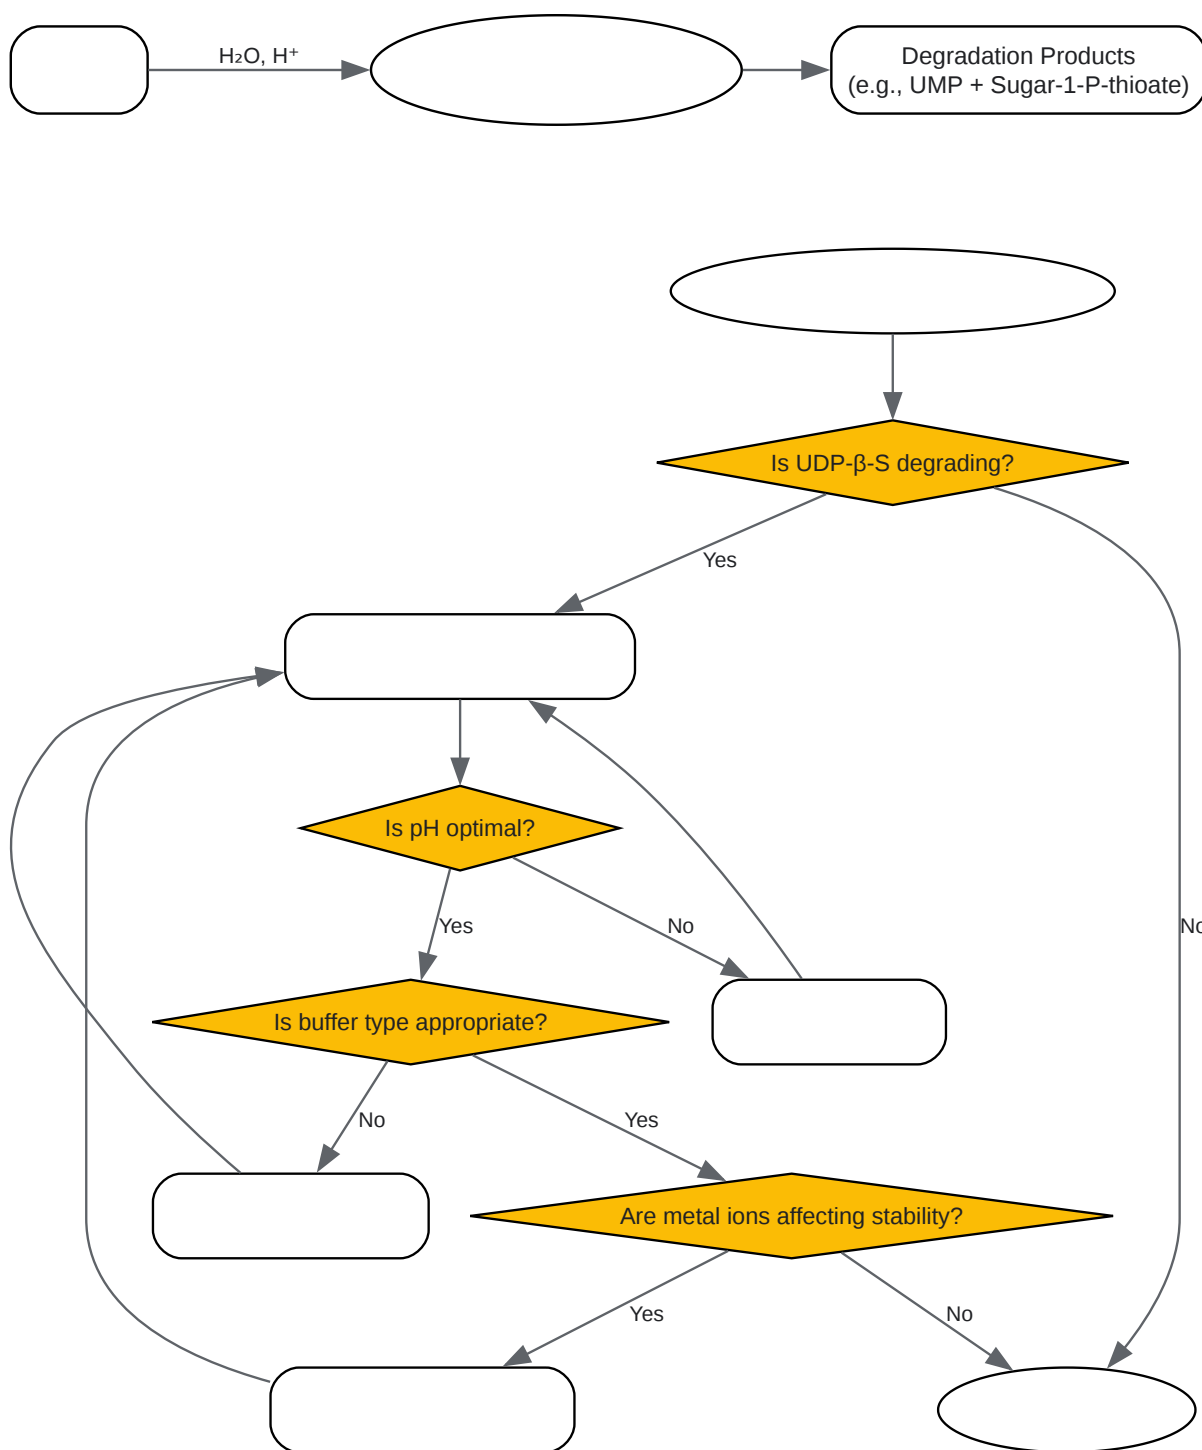 H₂O, H⁺
Degradation Products
(e.g., UMP + Sugar-1-P-thioate)
Is UDP-β-S degrading?
Yes
Is pH optimal?
Yes
No
No
Is buffer type appropriate?
No
Yes
Are metal ions affecting stability?
Yes
No